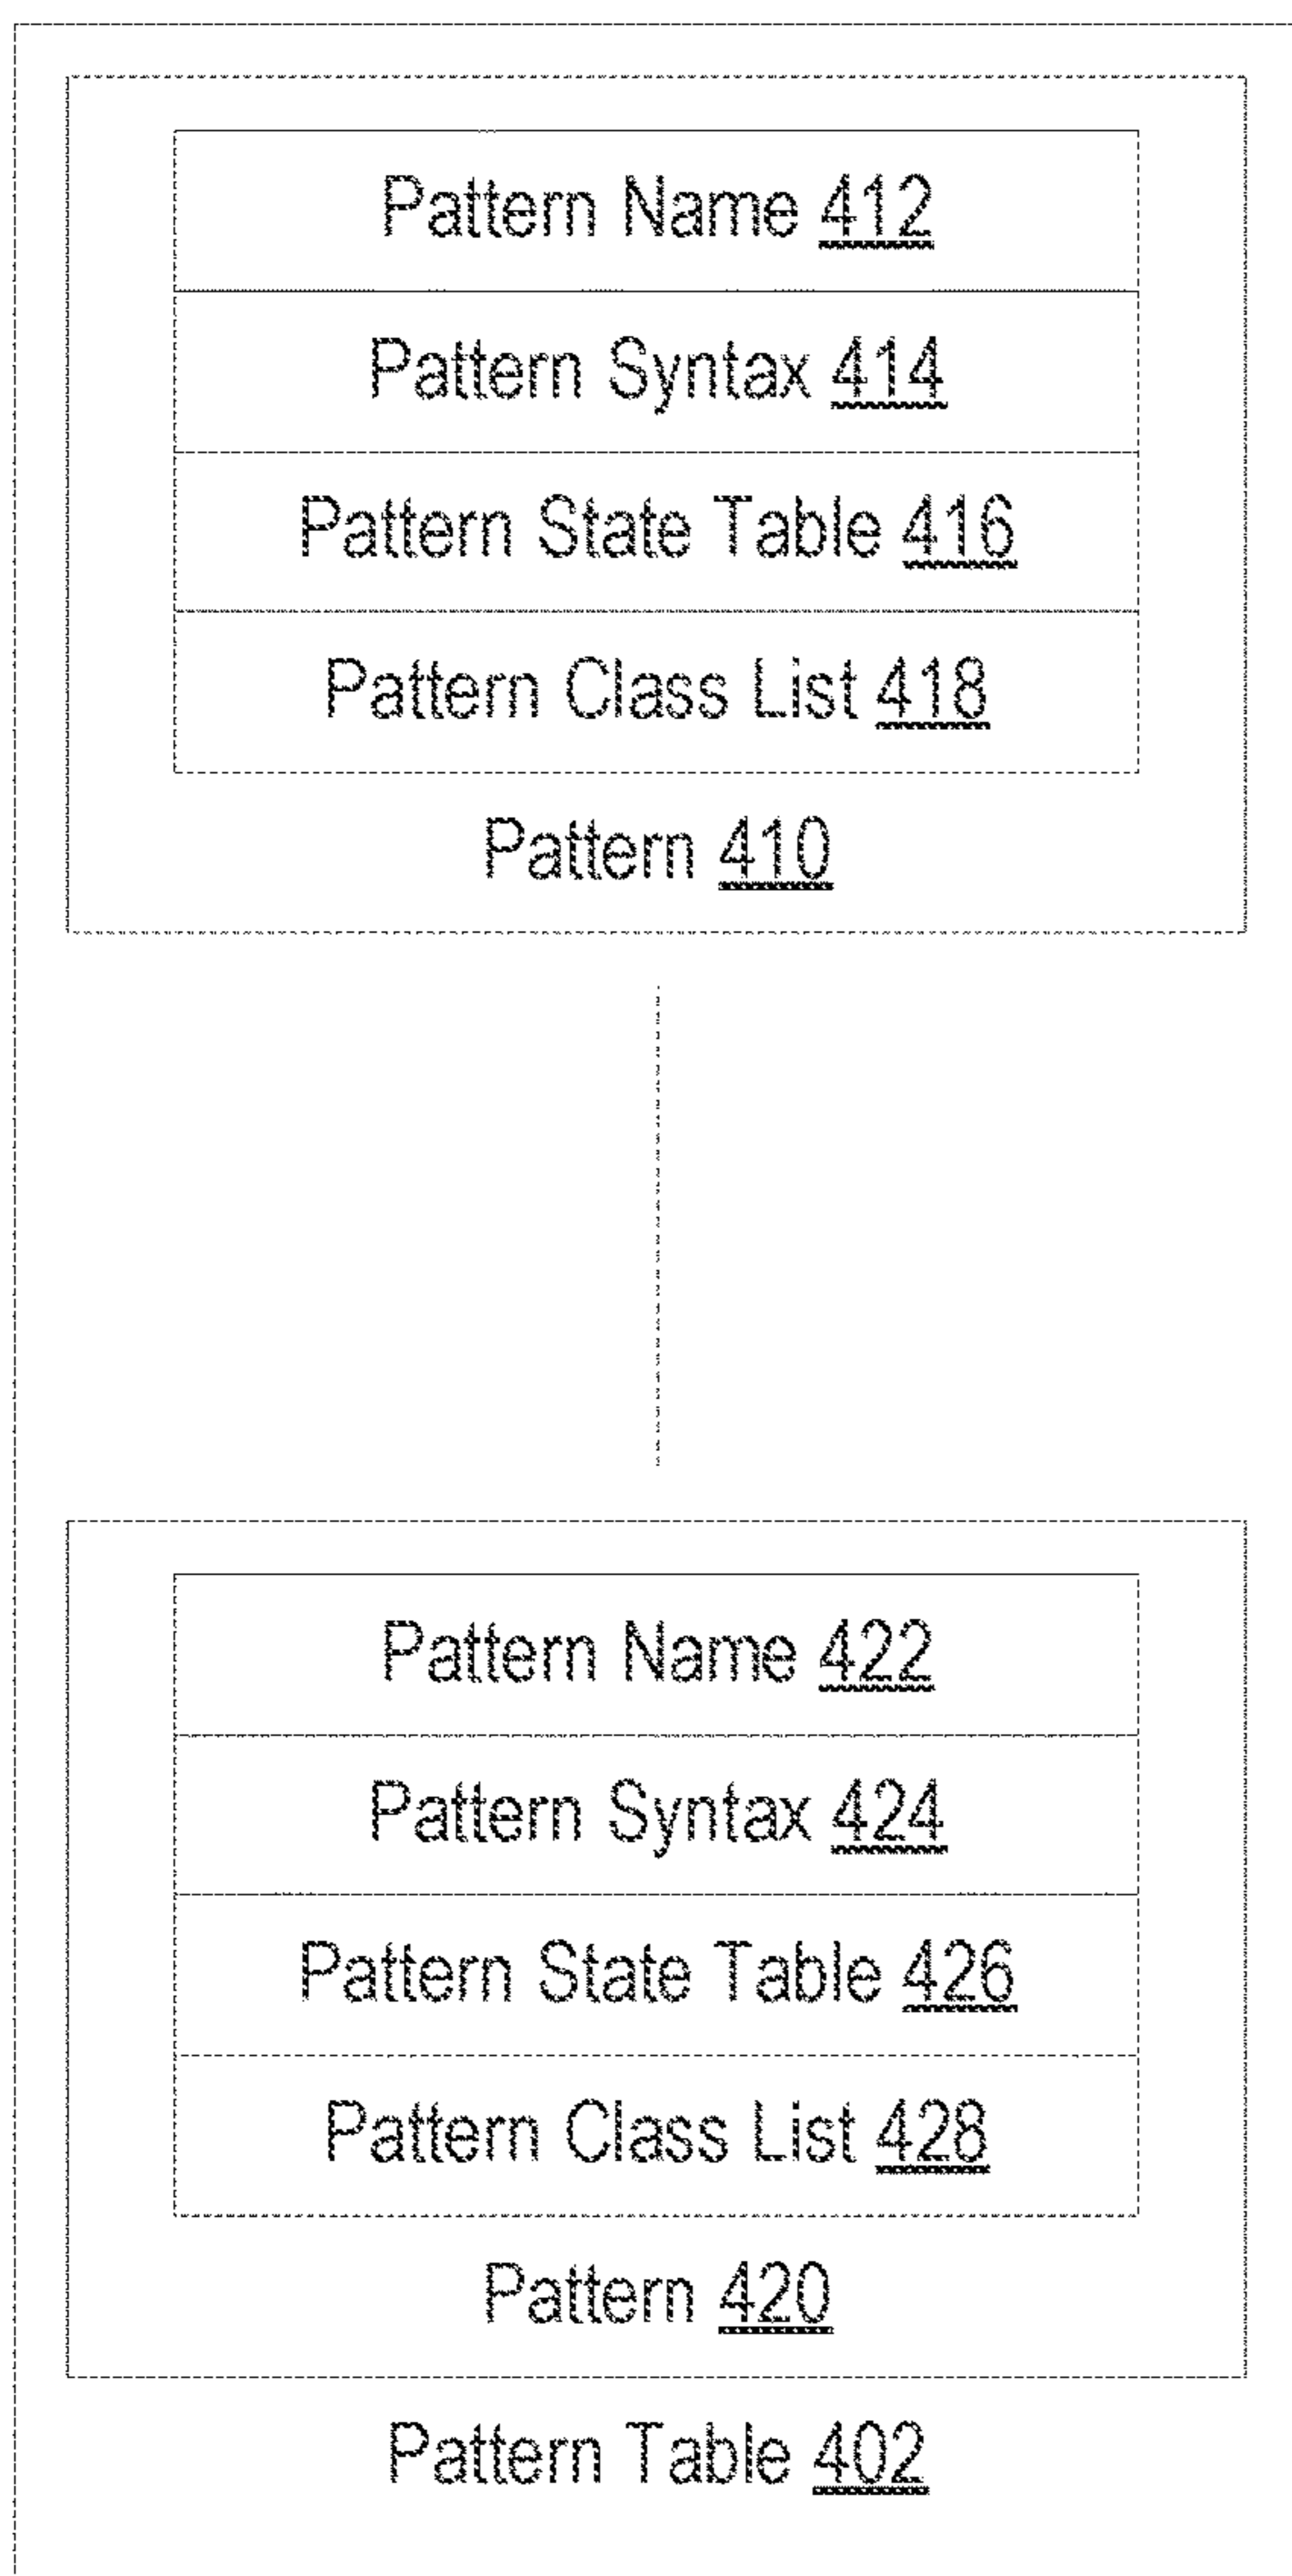 Pattern Name 412
Pattern Syntax 414
Pattern State Table 416
Pattern Class List 418
Pattern 410
Pattern Name 422
Pattern Syntax 424
Pattern State Table 426
Pattern Class List 428
Pattern 420
Pattern Table 402